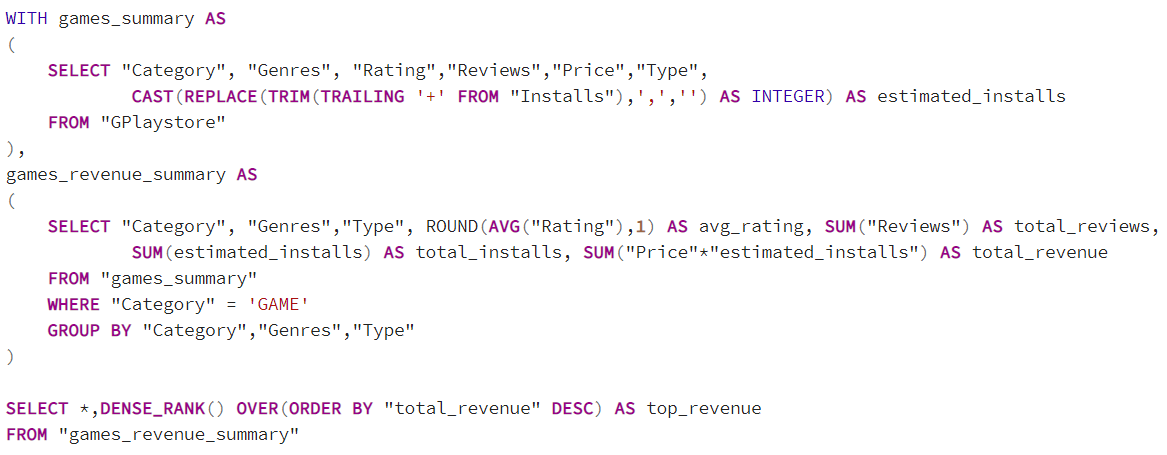 WITH games_summary AS
(
    SELECT "Category", "Genres", "Rating","Reviews","Price","Type",
            CAST(REPLACE(TRIM(TRAILING '+' FROM "Installs"),',','') AS INTEGER) AS estimated_installs
    FROM "GPlaystore"
),
games_revenue_summary AS
(
    SELECT "Category", "Genres","Type", ROUND(AVG("Rating"),1) AS avg_rating, SUM("Reviews") AS total_reviews,
            SUM(estimated_installs) AS total_installs, SUM("Price"*"estimated_installs") AS total_revenue
    FROM "games_summary"
    WHERE "Category" = 'GAME'
    GROUP BY "Category","Genres","Type"
)

SELECT *,DENSE_RANK() OVER(ORDER BY "total_revenue" DESC) AS top_revenue
FROM "games_revenue_summary"